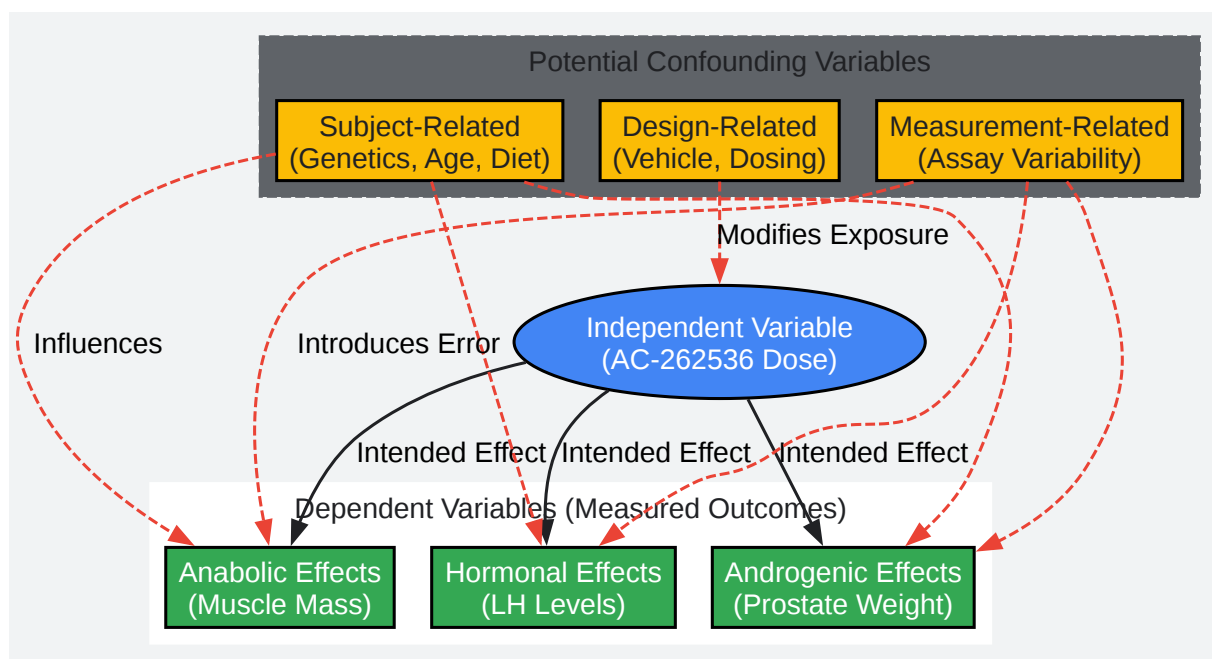 Potential Confounding Variables
Subject-Related
(Genetics, Age, Diet)
Design-Related
(Vehicle, Dosing)
Measurement-Related
(Assay Variability)
Modifies Exposure
Influences
Introduces Error
Independent Variable
(AC-262536 Dose)
Intended Effect
Intended Effect
Intended Effect
Dependent Variables (Measured Outcomes)
Anabolic Effects
(Muscle Mass)
Hormonal Effects
(LH Levels)
Androgenic Effects
(Prostate Weight)